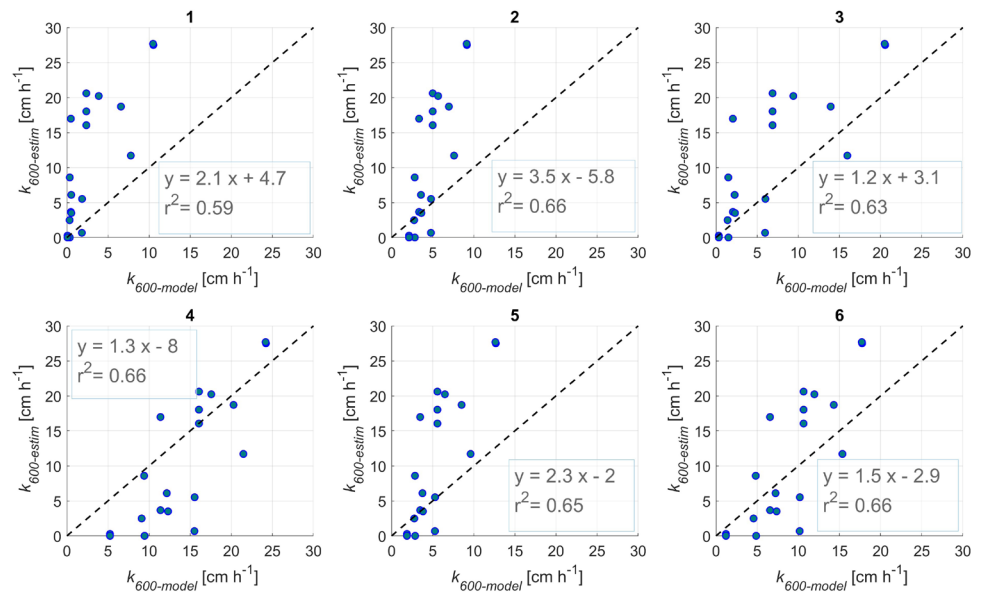 1
30
25
20
15
10
5
0
k600-estim [cm h-1]
y = 2.1 x + 4.7
r2= 0.59
0 5 10 15 20 25 30
k600-model [cm h-1]
2
30
25
20
15
10
5
0
k600-estim [cm h-1]
y = 3.5 x - 5.8
r2= 0.66
0 5 10 15 20 25 30
k600-model [cm h-1]
3
30
25
20
15
10
5
0
k600-estim [cm h-1]
y = 1.2 x + 3.1
r2= 0.63
0 5 10 15 20 25 30
k600-model [cm h-1]
4
30
25
20
15
10
5
0
k600-estim [cm h-1]
y = 1.3 x - 8
r2= 0.66
0 5 10 15 20 25 30
k600-model [cm h-1]
5
30
25
20
15
10
5
0
k600-estim [cm h-1]
y = 2.3 x - 2
r2= 0.65
0 5 10 15 20 25 30
k600-model [cm h-1]
6
30
25
20
15
10
5
0
k600-estim [cm h-1]
y = 1.5 x - 2.9
r2= 0.66
0 5 10 15 20 25 30
k600-model [cm h-1]